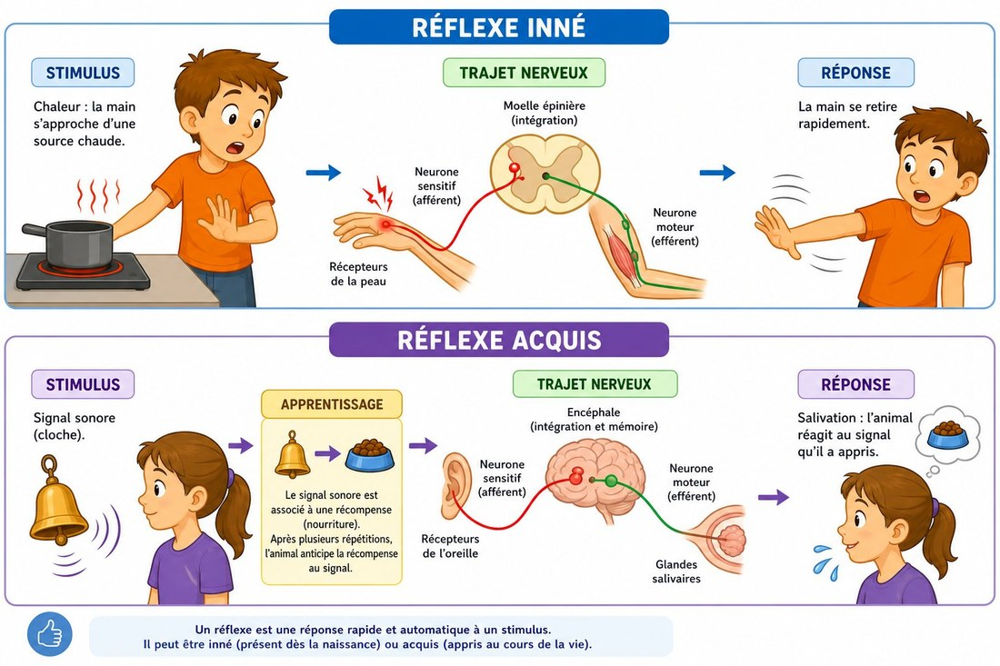 RÉFLEXE INNÉ
STIMULUS
Chaleur : la main
s'approche d'une
source chaude.
TRAJET NERVEUX
Moelle épinière
(intégration)
Neurone
sensitif
(afférent)
Récepteurs
de la peau
Neurone
moteur
(efférent)
RÉPONSE
La main se retire
rapidement.
RÉFLEXE ACQUIS
STIMULUS
Signal sonore
(cloche).
APPRENTISSAGE
Le signal sonore est
associé à une récompense
(nourriture).
Après plusieurs répétitions,
l'animal anticipe la récompense
au signal.
TRAJET NERVEUX
Encéphale
(intégration et mémoire)
Neurone
sensitif
(afférent)
Récepteurs
de l'oreille
Neurone
moteur
(efférent)
Glandes
salivaires
RÉPONSE
Salivation : l'animal
réagit au signal
qu'il a appris.
Un réflexe est une réponse rapide et automatique à un stimulus.
Il peut être inné (présent dès la naissance) ou acquis (appris au cours de la vie).